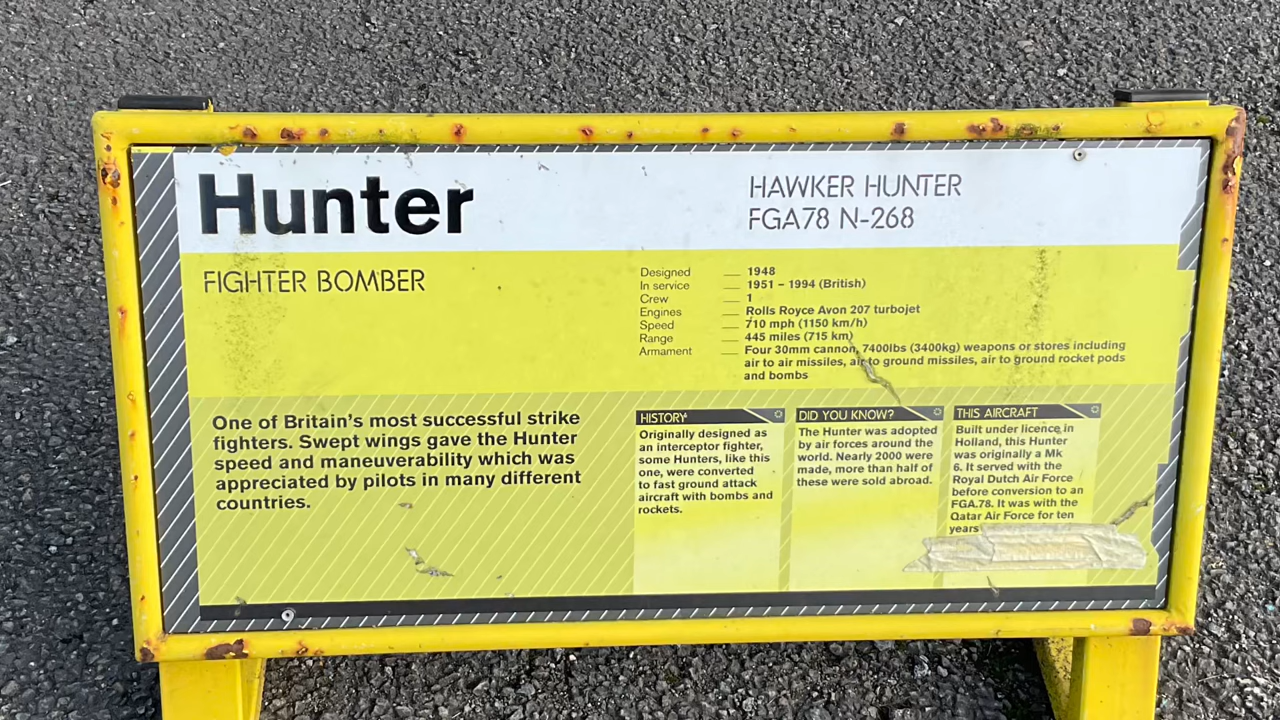 Hunter
HAWKER HUNTER
FGA78 N-268
FIGHTER BOMBER
Designed 1948
In service 1951 – 1994 (British)
Crew 1
Engines Rolls Royce Avon 207 turbojet
Speed 710 mph (1150 km/h)
Range 445 miles (715 km)
Armament Four 30mm cannon, 7400lbs (3400kg) weapons or stores including
air to air missiles, air to ground missiles, air to ground rocket pods
and bombs
One of Britain's most successful strike
fighters. Swept wings gave the Hunter
speed and maneuverability which was
appreciated by pilots in many different
countries.
HISTORY
Originally designed as
an interceptor fighter,
some Hunters, like this
one, were converted
to fast ground attack
aircraft with bombs and
rockets.
DID YOU KNOW?
The Hunter was adopted
by air forces around the
world. Nearly 2000 were
made, more than half of
these were sold abroad.
THIS AIRCRAFT
Built under licence in
Holland, this Hunter
was originally a Mk
6. It served with the
Royal Dutch Air Force
before conversion to an
FGA.78. It was with the
Qatar Air Force for ten
years